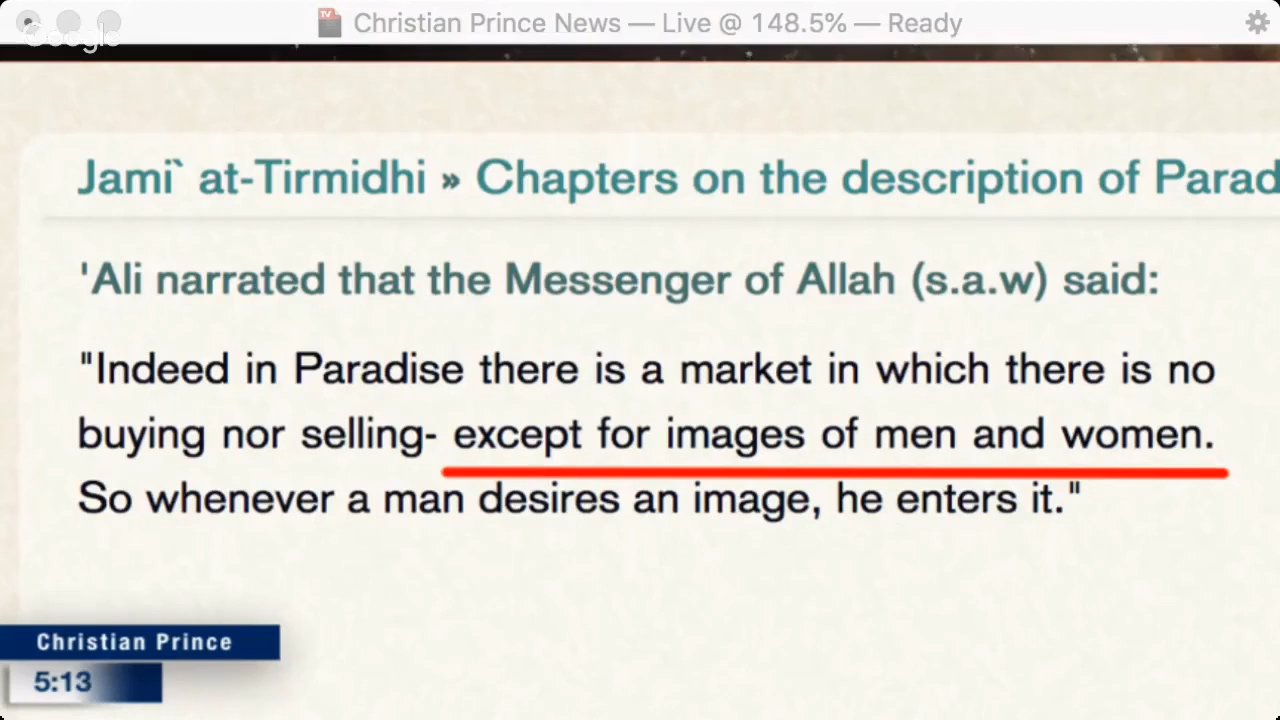 Christian Prince News — Live @ 148.5% — Ready
Google
Jami` at-Tirmidhi » Chapters on the description of Parad
'Ali narrated that the Messenger of Allah (s.a.w) said:
"Indeed in Paradise there is a market in which there is no
buying nor selling- except for images of men and women.
So whenever a man desires an image, he enters it."
Christian Prince
5:13